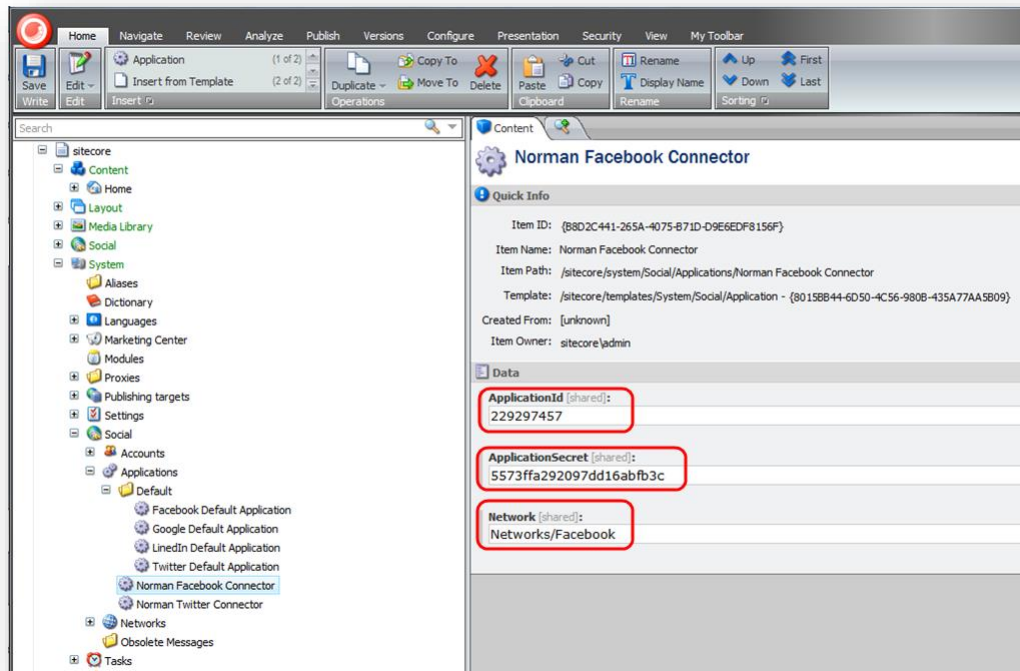 Home Navigate Review Analyze Publish Versions Configure Presentation Security View My Toolbar
Save
Write
Edit
Edit
Application (1 of 2)
Insert from Template (2 of 2)
Insert
Duplicate
Copy To
Move To
Delete
Operations
Paste
Cut
Copy
Clipboard
Rename
Display Name
Rename
Up
Down
First
Last
Sorting
Search
sitecore
Content
Home
Layout
Media Library
Social
System
Aliases
Dictionary
Languages
Marketing Center
Modules
Proxies
Publishing targets
Settings
Social
Accounts
Applications
Default
Facebook Default Application
Google Default Application
LinedIn Default Application
Twitter Default Application
Norman Facebook Connector
Norman Twitter Connector
Networks
Obsolete Messages
Tasks
Content
Norman Facebook Connector
Quick Info
Item ID: {B8D2C441-265A-4075-B71D-D9E6EDF8156F}
Item Name: Norman Facebook Connector
Item Path: /sitecore/system/Social/Applications/Norman Facebook Connector
Template: /sitecore/templates/System/Social/Application - {8015BB44-6D50-4C56-980B-435A77AA5B09}
Created From: [unknown]
Item Owner: sitecore\admin
Data
ApplicationId [shared]:
229297457
ApplicationSecret [shared]:
5573ffa292097dd16abfb3c
Network [shared]:
Networks/Facebook